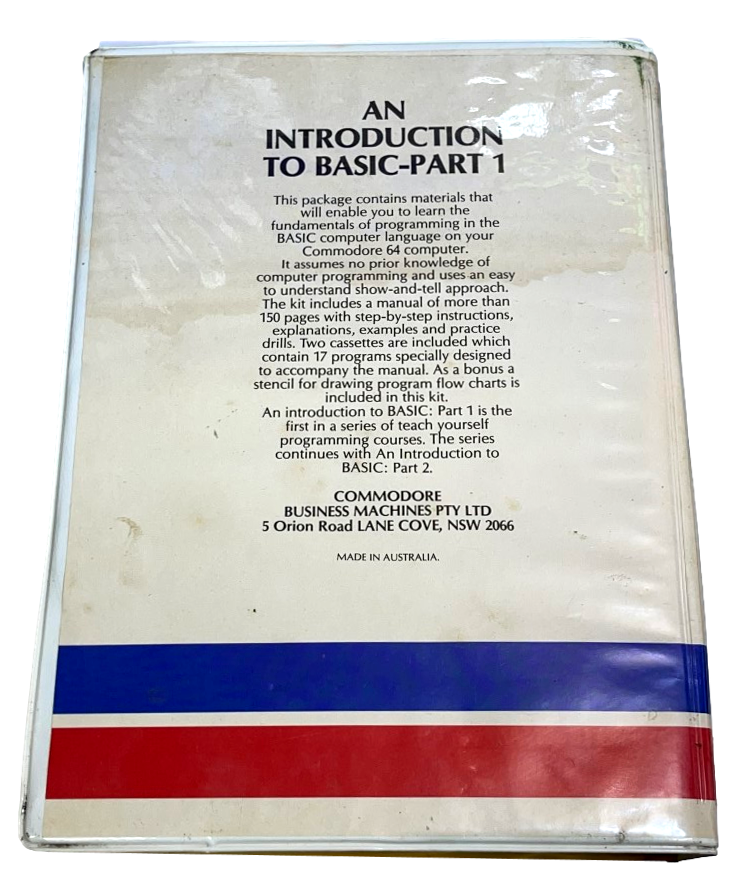 AN
INTRODUCTION
TO BASIC-PART 1
This package contains materials that
will enable you to learn the
fundamentals of programming in the
BASIC computer language on your
Commodore 64 computer.
It assumes no prior knowledge of
computer programming and uses an easy
to understand show-and-tell approach.
The kit includes a manual of more than
150 pages with step-by-step instructions,
explanations, examples and practice
drills. Two cassettes are included which
contain 17 programs specially designed
to accompany the manual. As a bonus a
stencil for drawing program flow charts is
included in this kit.
An introduction to BASIC: Part 1 is the
first in a series of teach yourself
programming courses. The series
continues with An Introduction to
BASIC: Part 2.
COMMODORE
BUSINESS MACHINES PTY LTD
5 Orion Road LANE COVE, NSW 2066
MADE IN AUSTRALIA.